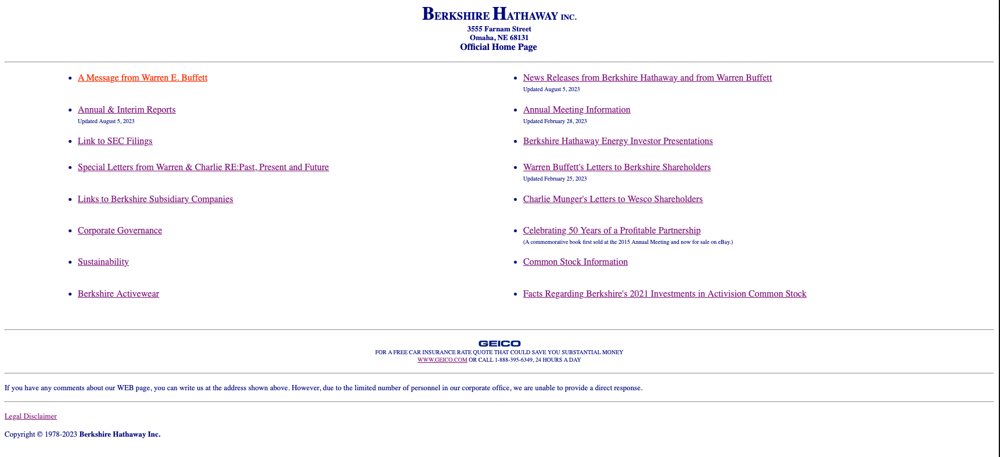 BERKSHIRE HATHAWAY INC.
3555 Farnam Street
Omaha, NE 68131
Official Home Page
A Message from Warren E. Buffett
News Releases from Berkshire Hathaway and from Warren Buffett
Updated August 5, 2023
Annual & Interim Reports
Updated August 5, 2023
Annual Meeting Information
Updated February 28, 2023
Link to SEC Filings
Berkshire Hathaway Energy Investor Presentations
Special Letters from Warren & Charlie RE:Past, Present and Future
Warren Buffett's Letters to Berkshire Shareholders
Updated February 25, 2023
Links to Berkshire Subsidiary Companies
Charlie Munger's Letters to Wesco Shareholders
Corporate Governance
Celebrating 50 Years of a Profitable Partnership
(A commemorative book first sold at the 2015 Annual Meeting and now for sale on eBay.)
Sustainability
Common Stock Information
Berkshire Activewear
Facts Regarding Berkshire's 2021 Investments in Activision Common Stock
GEICO
FOR A FREE CAR INSURANCE RATE QUOTE THAT COULD SAVE YOU SUBSTANTIAL MONEY
WWW.GEICO.COM OR CALL 1-888-395-6349, 24 HOURS A DAY
If you have any comments about our WEB page, you can write us at the address shown above. However, due to the limited number of personnel in our corporate office, we are unable to provide a direct response.
Legal Disclaimer
Copyright © 1978-2023 Berkshire Hathaway Inc.